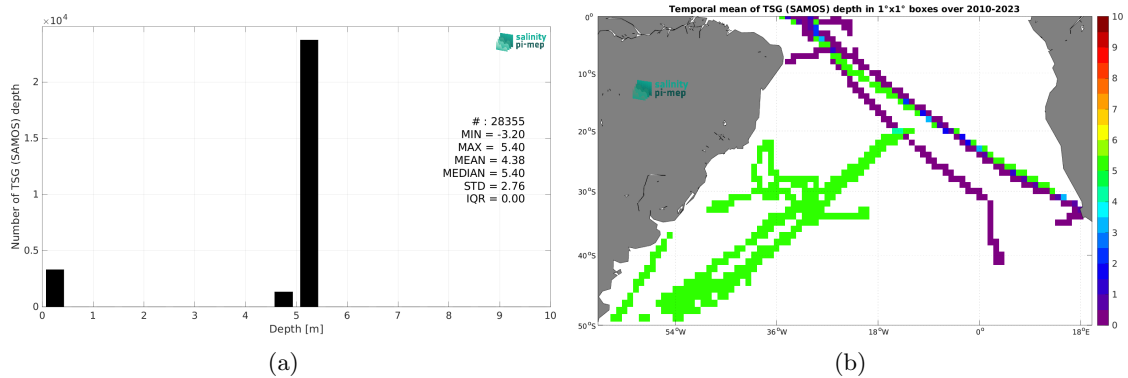 ×10⁴
2
1.5
1
0.5
0
Number of TSG (SAMOS) depth
0 1 2 3 4 5 6 7 8 9 10
Depth [m]
salinity
pi-mep
# : 28355
MIN = -3.20
MAX = 5.40
MEAN = 4.38
MEDIAN = 5.40
STD = 2.76
IQR = 0.00
(a)
Temporal mean of TSG (SAMOS) depth in 1°x1° boxes over 2010-2023
0°
10°S
20°S
30°S
40°S
50°S
54°W 36°W 18°W 0° 18°E
salinity
pi-mep
10
9
8
7
6
5
4
3
2
1
0
(b)